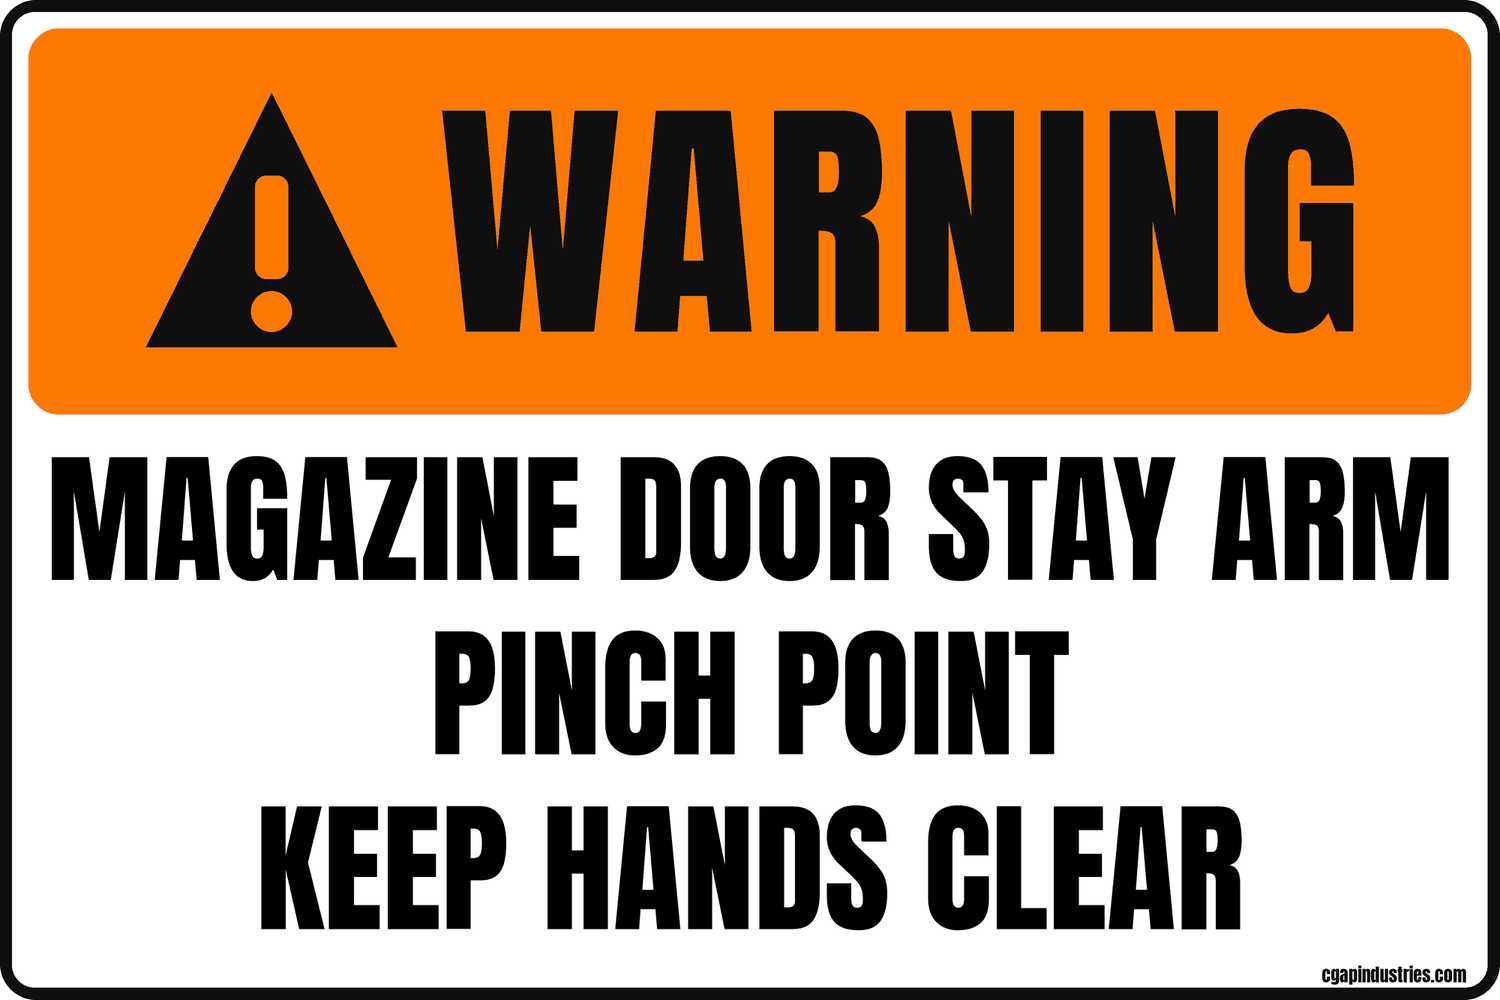 WARNING
MAGAZINE DOOR STAY ARM
PINCH POINT
KEEP HANDS CLEAR
cgapindustries.com